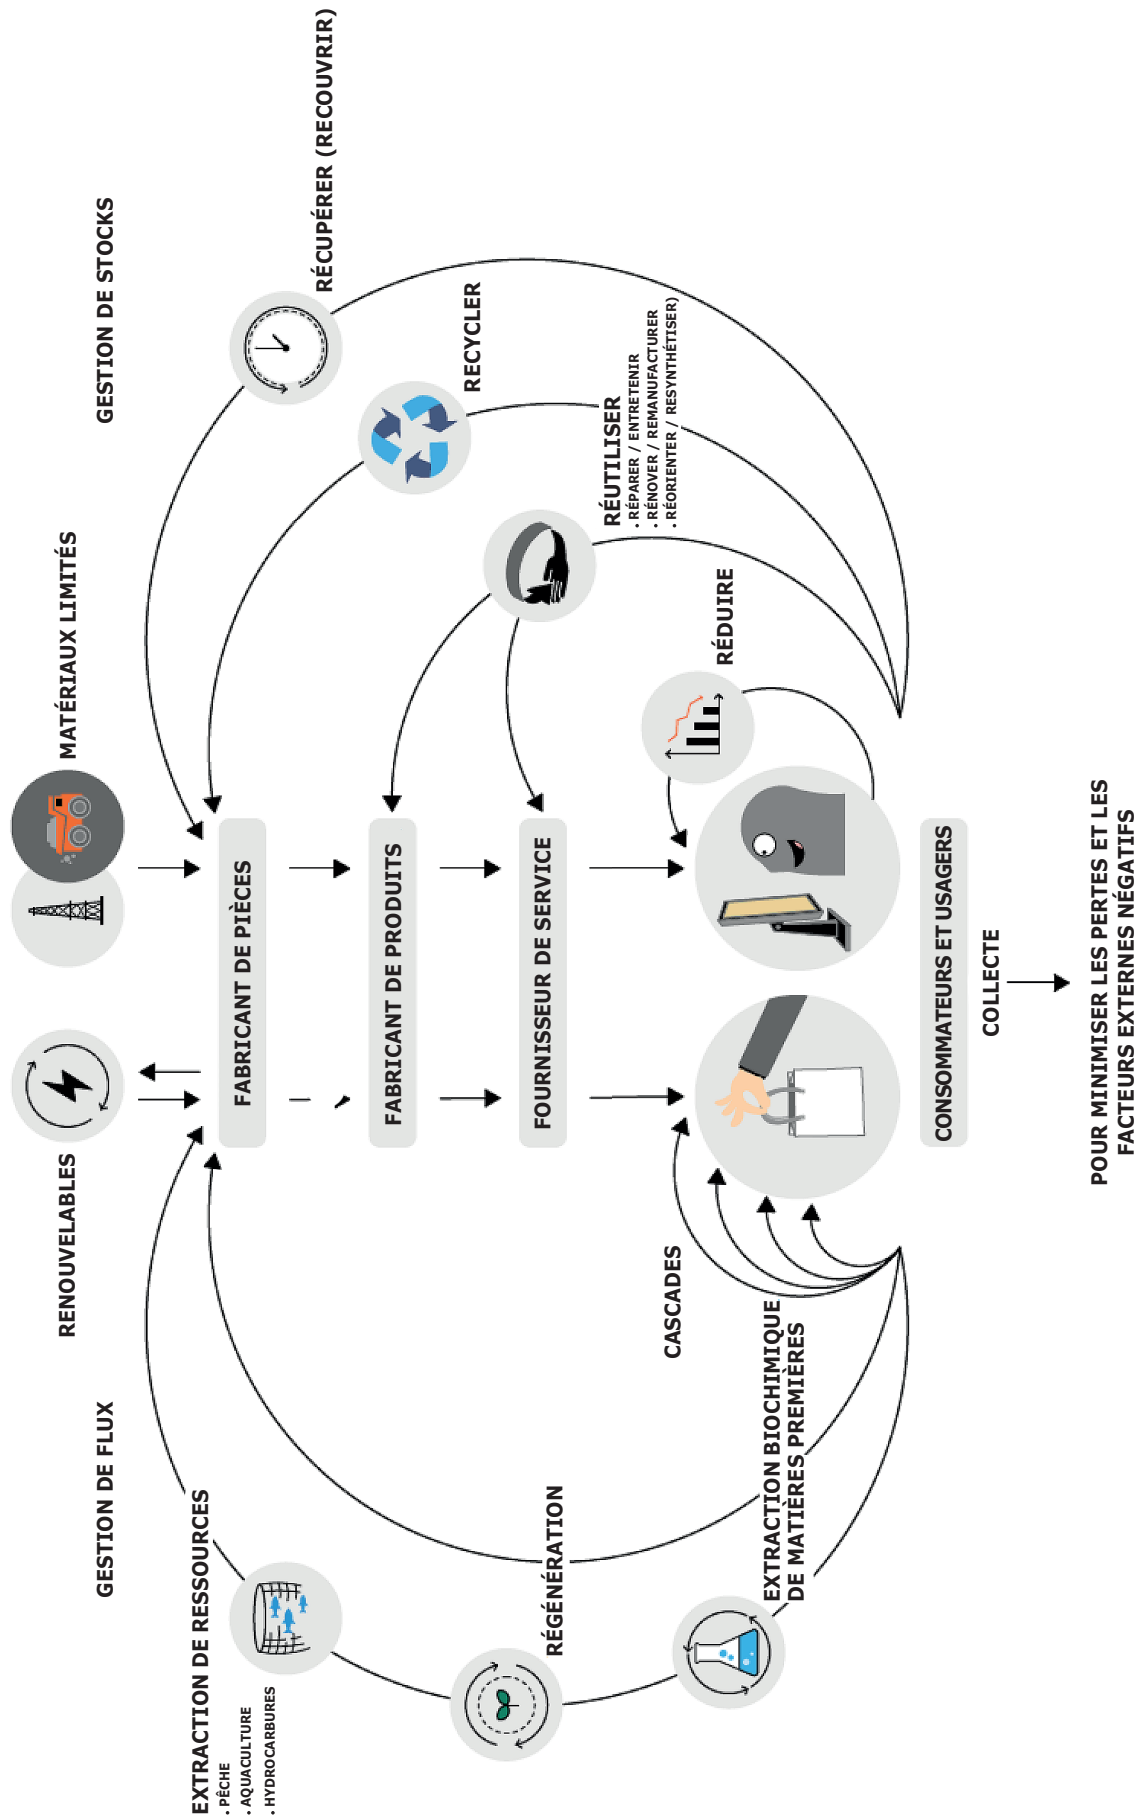 RENOUVELABLES
MATÉRIAUX LIMITÉS
GESTION DE FLUX
GESTION DE STOCKS
EXTRACTION DE RESSOURCES
. PÊCHE
. AQUACULTURE
. HYDROCARBURES
FABRICANT DE PIÈCES
RÉCUPÉRER (RECOUVRIR)
FABRICANT DE PRODUITS
RECYCLER
RÉGÉNÉRATION
FOURNISSEUR DE SERVICE
RÉUTILISER
. RÉPARER / ENTRETENIR
. RÉNOVER / REMANUFACTURER
. RÉORIENTER / RESYNTHÉTISER)
CASCADES
RÉDUIRE
EXTRACTION BIOCHIMIQUE
DE MATIÈRES PREMIÈRES
CONSOMMATEURS ET USAGERS
COLLECTE
POUR MINIMISER LES PERTES ET LES
FACTEURS EXTERNES NÉGATIFS